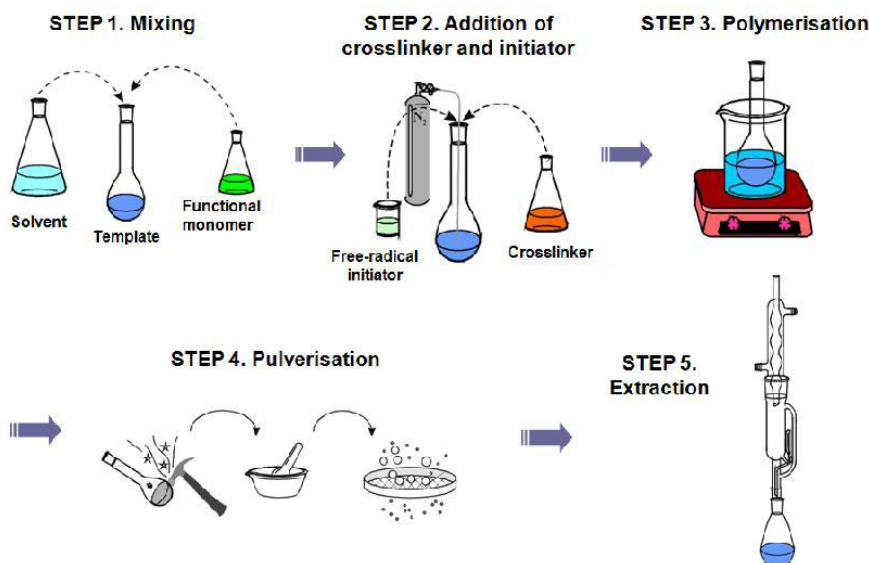 STEP 1. Mixing
STEP 2. Addition of
crosslinker and initiator
STEP 3. Polymerisation
N2
Solvent
Template
Functional
monomer
Free-radical
initiator
Crosslinker
STEP 4. Pulverisation
STEP 5.
Extraction